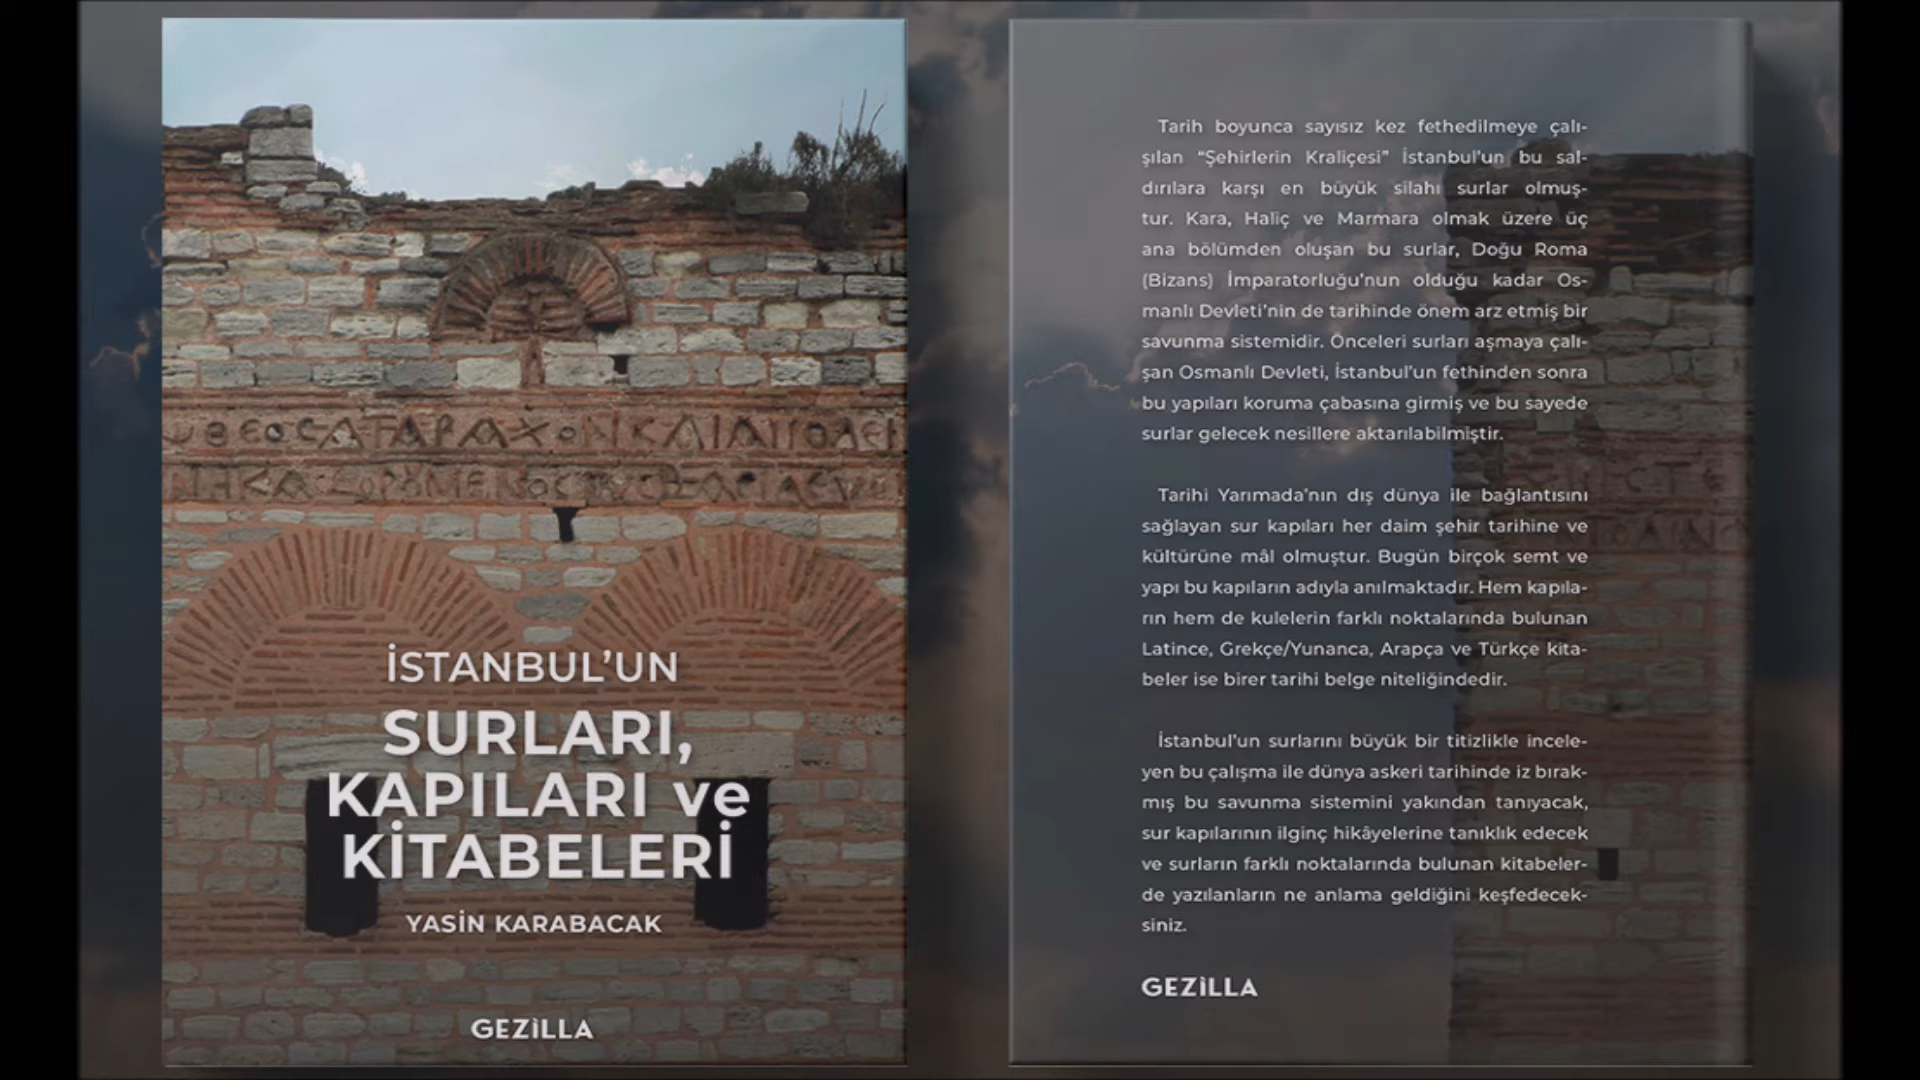 ΘΕΟϹΑΤΑΡΑΧΟΝΚΑΙΑΠΟΛΕ
İSTANBUL'UN
SURLARI,
KAPILARI ve
KİTABELERİ
YASİN KARABACAK
GEZİLLA
Tarih boyunca sayısız kez fethedilmeye çalı-
şılan “Şehirlerin Kraliçesi” İstanbul'un bu sal-
dırılara karşı en büyük silahı surlar olmuş-
tur. Kara, Haliç ve Marmara olmak üzere üç
ana bölümden oluşan bu surlar, Doğu Roma
(Bizans) İmparatorluğu'nun olduğu kadar Os-
manlı Devleti'nin de tarihinde önem arz etmiş bir
savunma sistemidir. Önceleri surları aşmaya çalı-
şan Osmanlı Devleti, İstanbul'un fethinden sonra
bu yapıları koruma çabasına girmiş ve bu sayede
surlar gelecek nesillere aktarılabilmiştir.
Tarihi Yarımada'nın dış dünya ile bağlantısını
sağlayan sur kapıları her daim şehir tarihine ve
kültürüne mâl olmuştur. Bugün birçok semt ve
yapı bu kapıların adıyla anılmaktadır. Hem kapıla-
rın hem de kulelerin farklı noktalarında bulunan
Latince, Grekçe/Yunanca, Arapça ve Türkçe kita-
beler ise birer tarihi belge niteliğindedir.
İstanbul'un surlarını büyük bir titizlikle incele-
yen bu çalışma ile dünya askeri tarihinde iz bırak-
mış bu savunma sistemini yakından tanıyacak,
sur kapılarının ilginç hikâyelerine tanıklık edecek
ve surların farklı noktalarında bulunan kitabeler-
de yazılanların ne anlama geldiğini keşfedecek-
siniz.
GEZİLLA